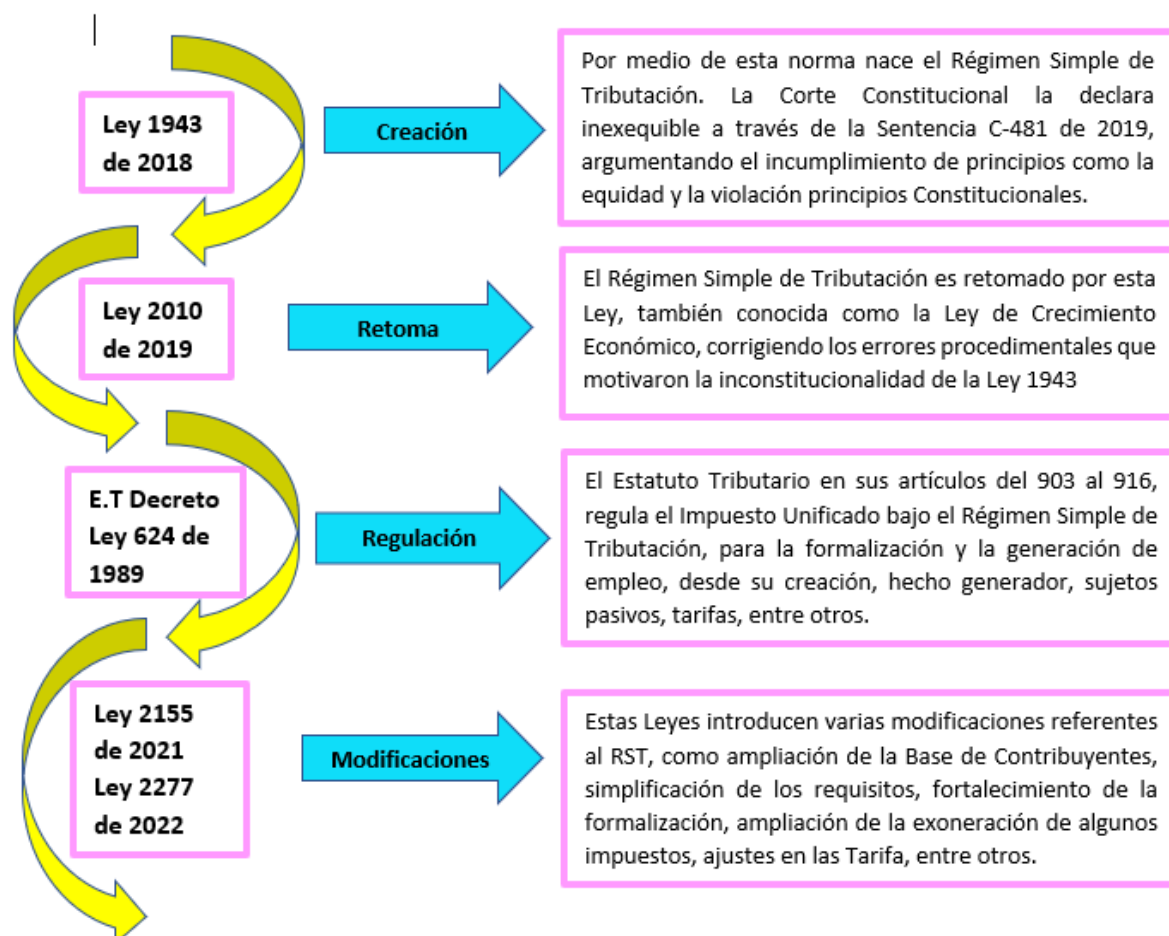 Ley 1943
de 2018
Creación
Por medio de esta norma nace el Régimen Simple de
Tributación. La Corte Constitucional la declara
inexequible a través de la Sentencia C-481 de 2019,
argumentando el incumplimiento de principios como la
equidad y la violación principios Constitucionales.
Ley 2010
de 2019
Retoma
El Régimen Simple de Tributación es retomado por esta
Ley, también conocida como la Ley de Crecimiento
Económico, corrigiendo los errores procedimentales que
motivaron la inconstitucionalidad de la Ley 1943
E.T Decreto
Ley 624 de
1989
Regulación
El Estatuto Tributario en sus artículos del 903 al 916,
regula el Impuesto Unificado bajo el Régimen Simple de
Tributación, para la formalización y la generación de
empleo, desde su creación, hecho generador, sujetos
pasivos, tarifas, entre otros.
Ley 2155
de 2021
Ley 2277
de 2022
Modificaciones
Estas Leyes introducen varias modificaciones referentes
al RST, como ampliación de la Base de Contribuyentes,
simplificación de los requisitos, fortalecimiento de la
formalización, ampliación de la exoneración de algunos
impuestos, ajustes en las Tarifa, entre otros.